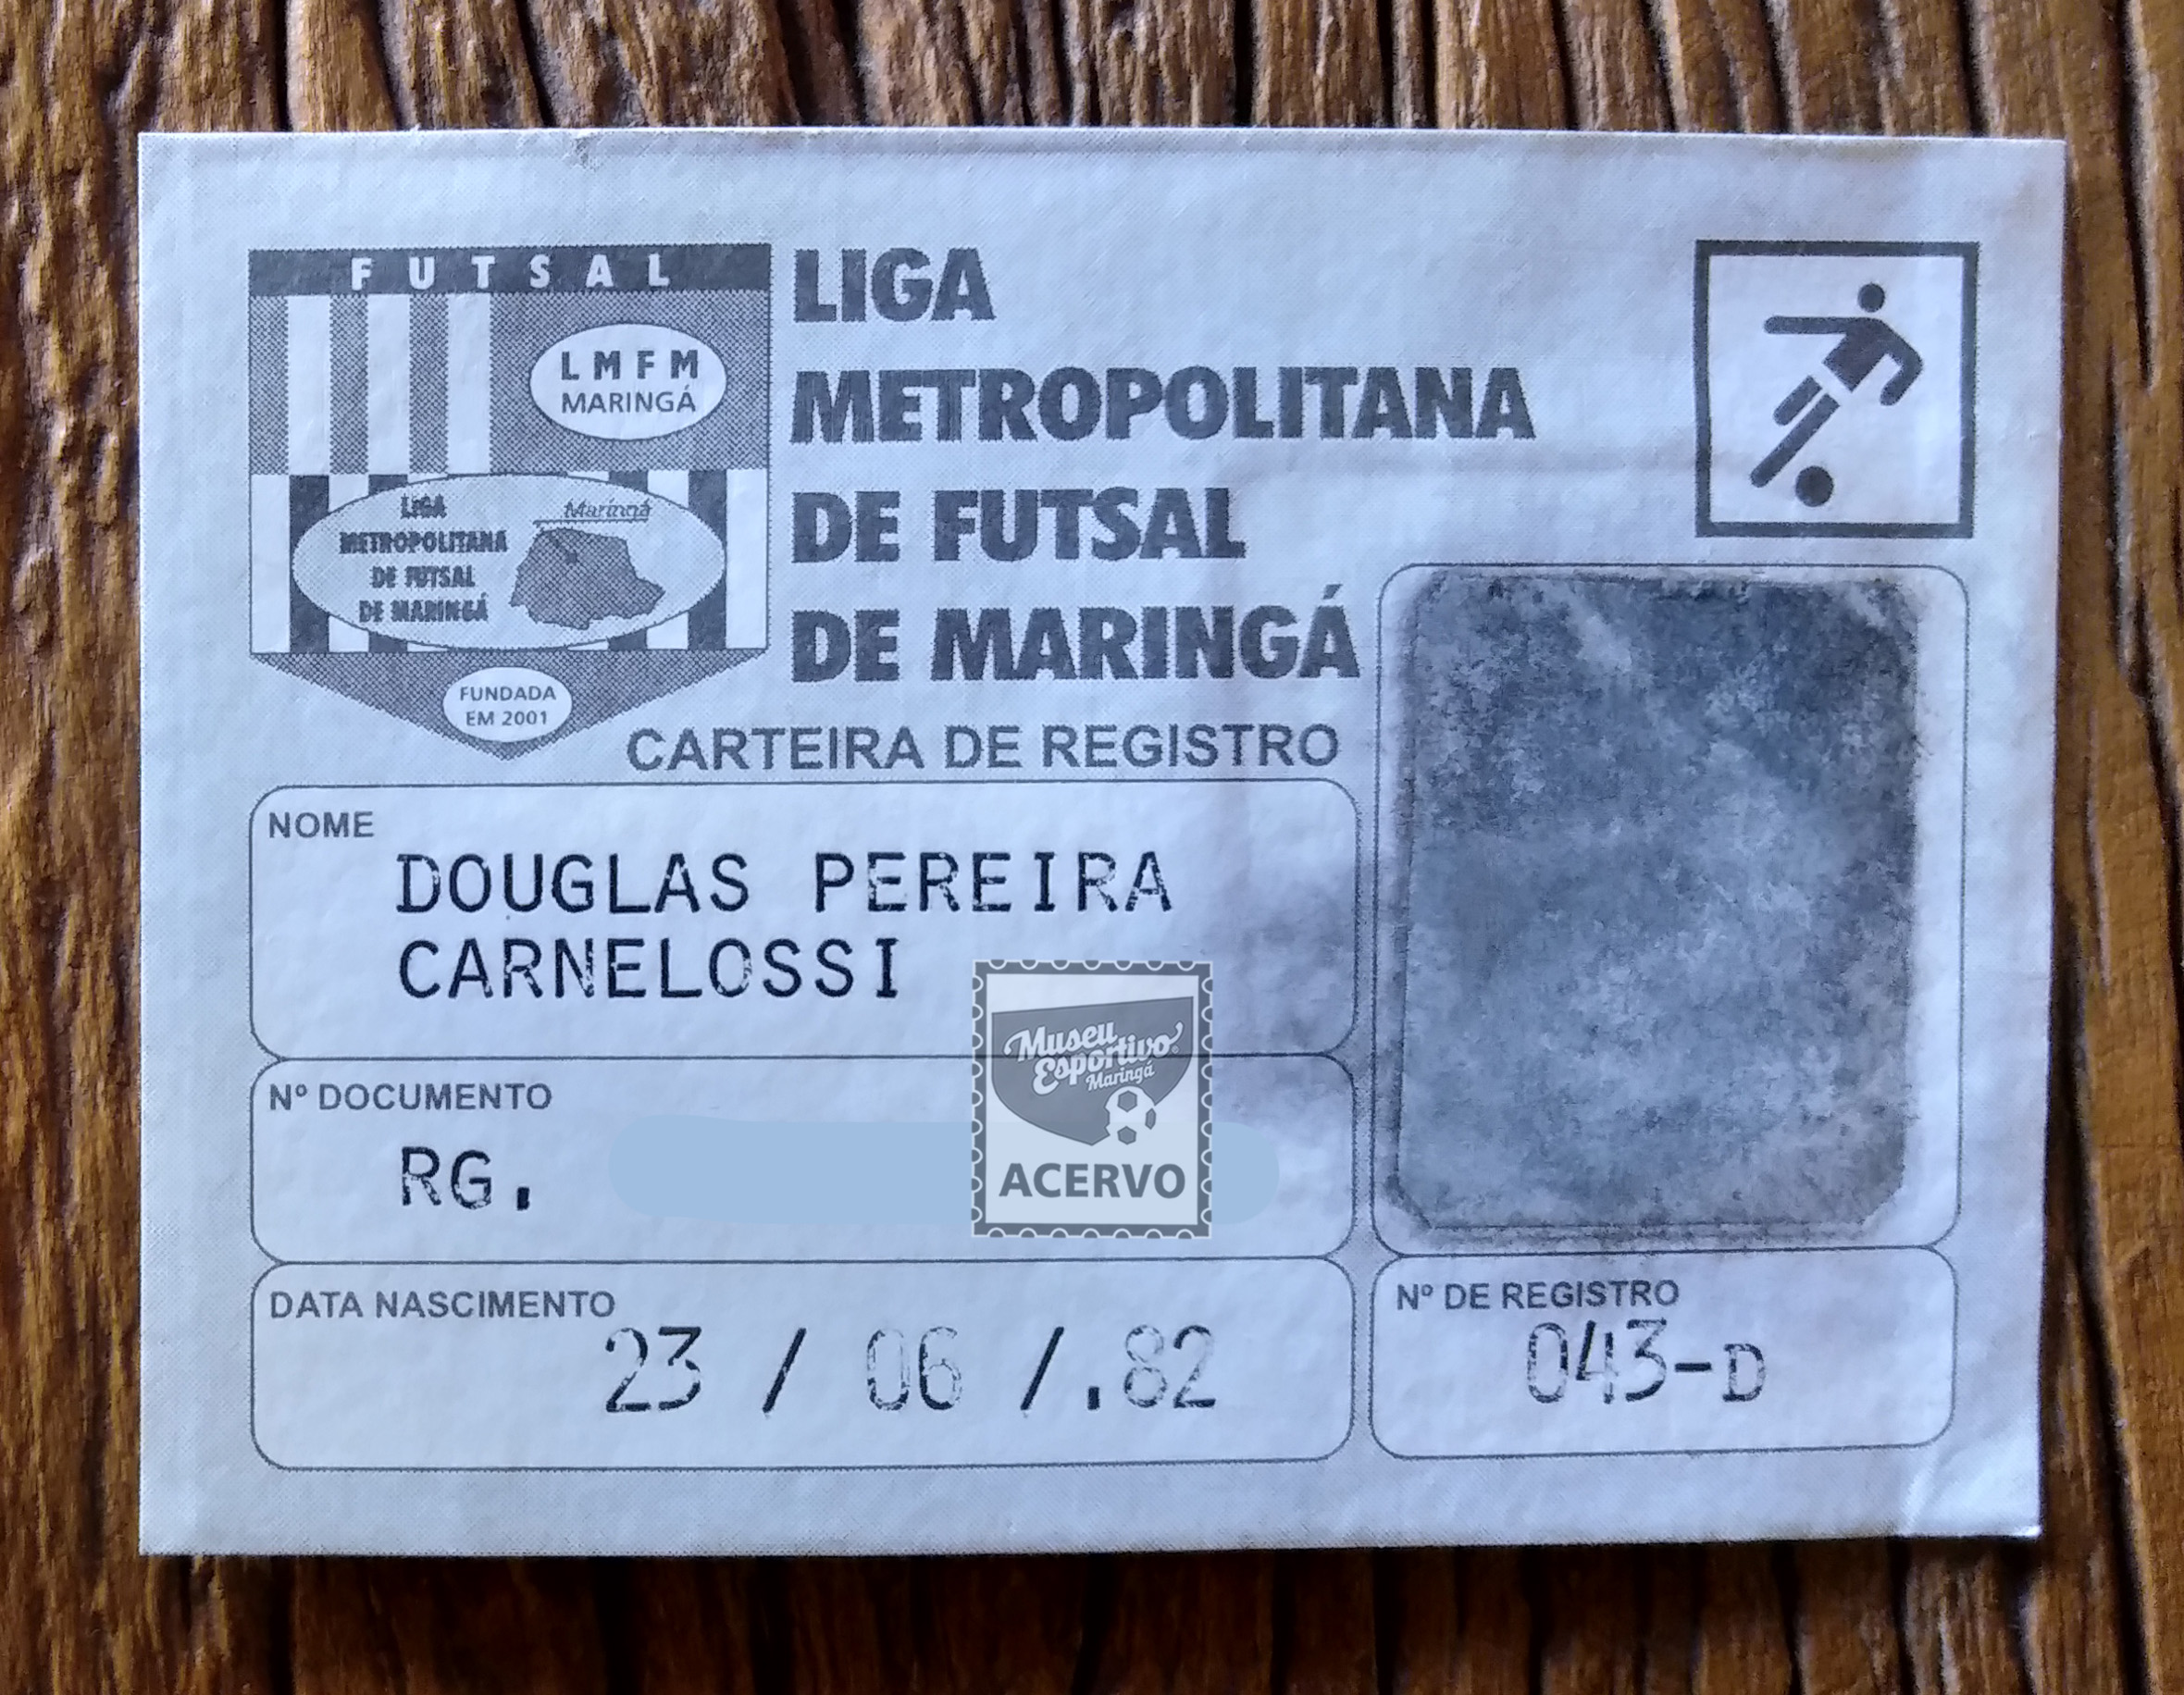 FUTSAL
LMFM
MARINGÁ
LIGA
METROPOLITANA
DE FUTSAL
DE MARINGÁ
Maringá
FUNDADA
EM 2001
LIGA
METROPOLITANA
DE FUTSAL
DE MARINGÁ
CARTEIRA DE REGISTRO
NOME
DOUGLAS PEREIRA
CARNELOSSI
Nº DOCUMENTO
RG.
Museu
Esportivo
Maringá
ACERVO
DATA NASCIMENTO
23 / 06 /.82
Nº DE REGISTRO
043-D